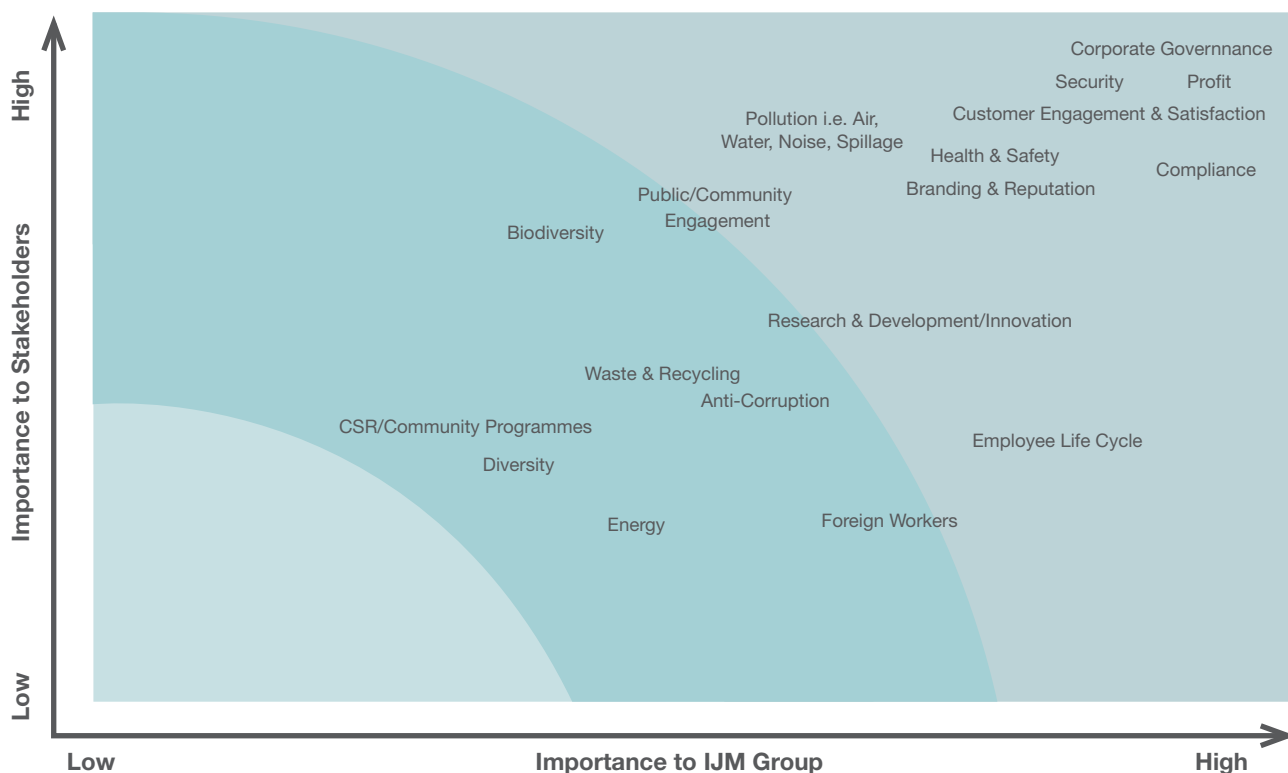 High
Importance to Stakeholders
Low
Corporate Governnance
Security
Profit
Customer Engagement & Satisfaction
Pollution i.e. Air,
Water, Noise, Spillage
Health & Safety
Compliance
Branding & Reputation
Public/Community
Engagement
Biodiversity
Research & Development/Innovation
Waste & Recycling
Anti-Corruption
CSR/Community Programmes
Employee Life Cycle
Diversity
Foreign Workers
Energy
Low
Importance to IJM Group
High